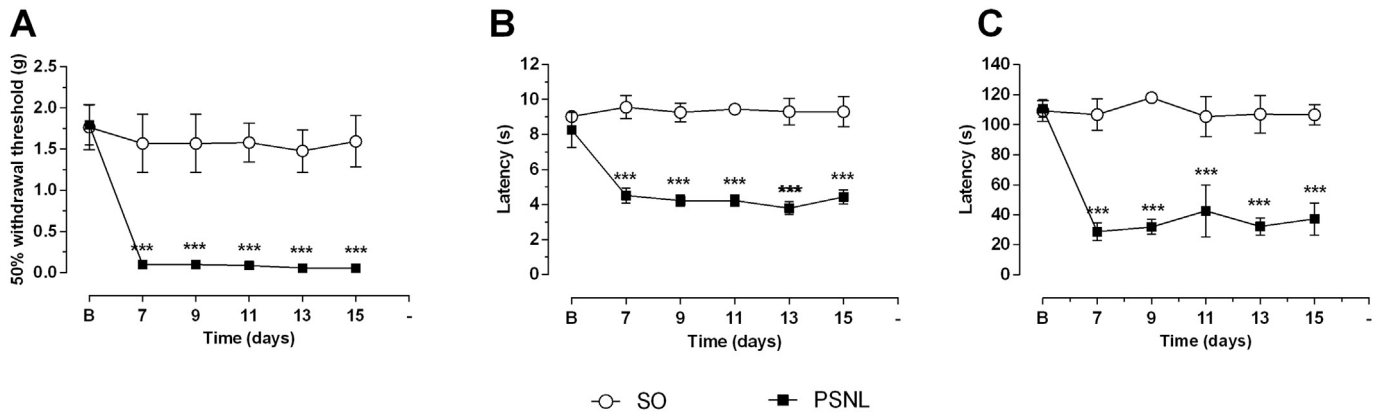 A
50% withdrawal threshold (g)
2.5
2.0
1.5
1.0
0.5
0.0
*** *** *** *** ***
B 7 9 11 13 15 -
Time (days)
B
Latency (s)
12
10
8
6
4
2
0
*** *** *** *** ***
B 7 9 11 13 15 -
Time (days)
C
Latency (s)
140
120
100
80
60
40
20
0
*** *** *** *** ***
B 7 9 11 13 15 -
Time (days)
SO PSNL